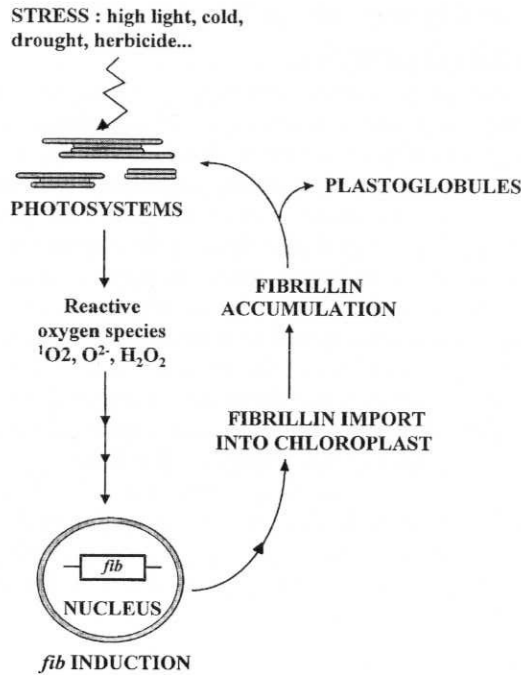 STRESS : high light, cold,
drought, herbicide...
PHOTOSYSTEMS
PLASTOGLOBULES
Reactive
oxygen species
¹O2, O²⁻, H₂O₂
FIBRILLIN
ACCUMULATION
FIBRILLIN IMPORT
INTO CHLOROPLAST
fib
NUCLEUS
fib INDUCTION